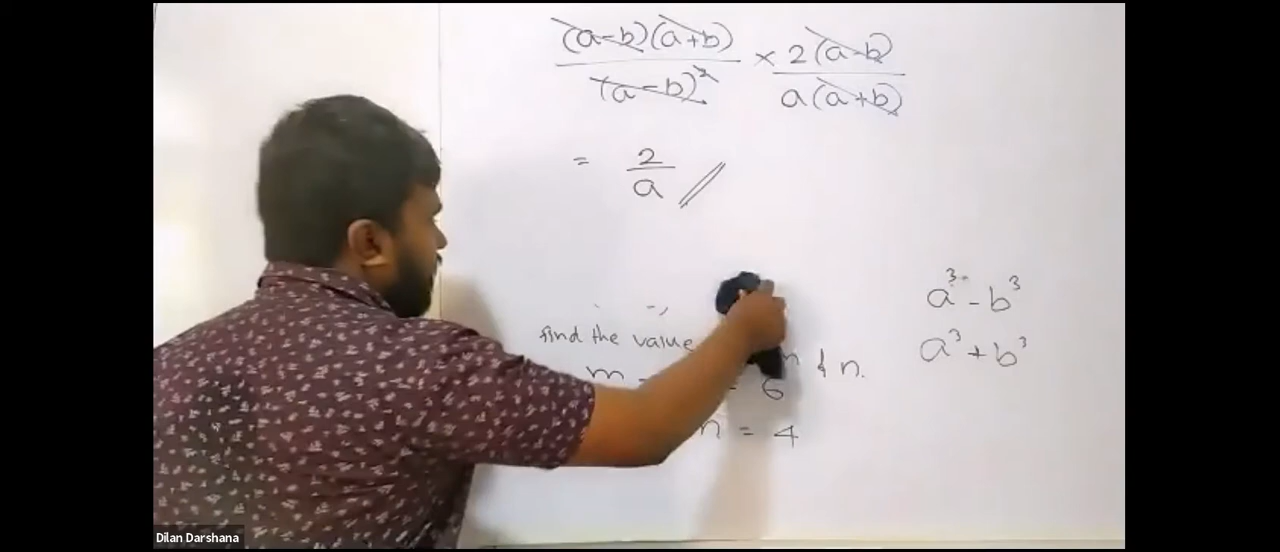 (a-b)(a+b) × 2(a-b)
(a-b)² a(a+b)
= 2
a //
a³ - b³
find the value
a³ + b³
n & n.
m - = 6
n = 4
Dilan Darshana